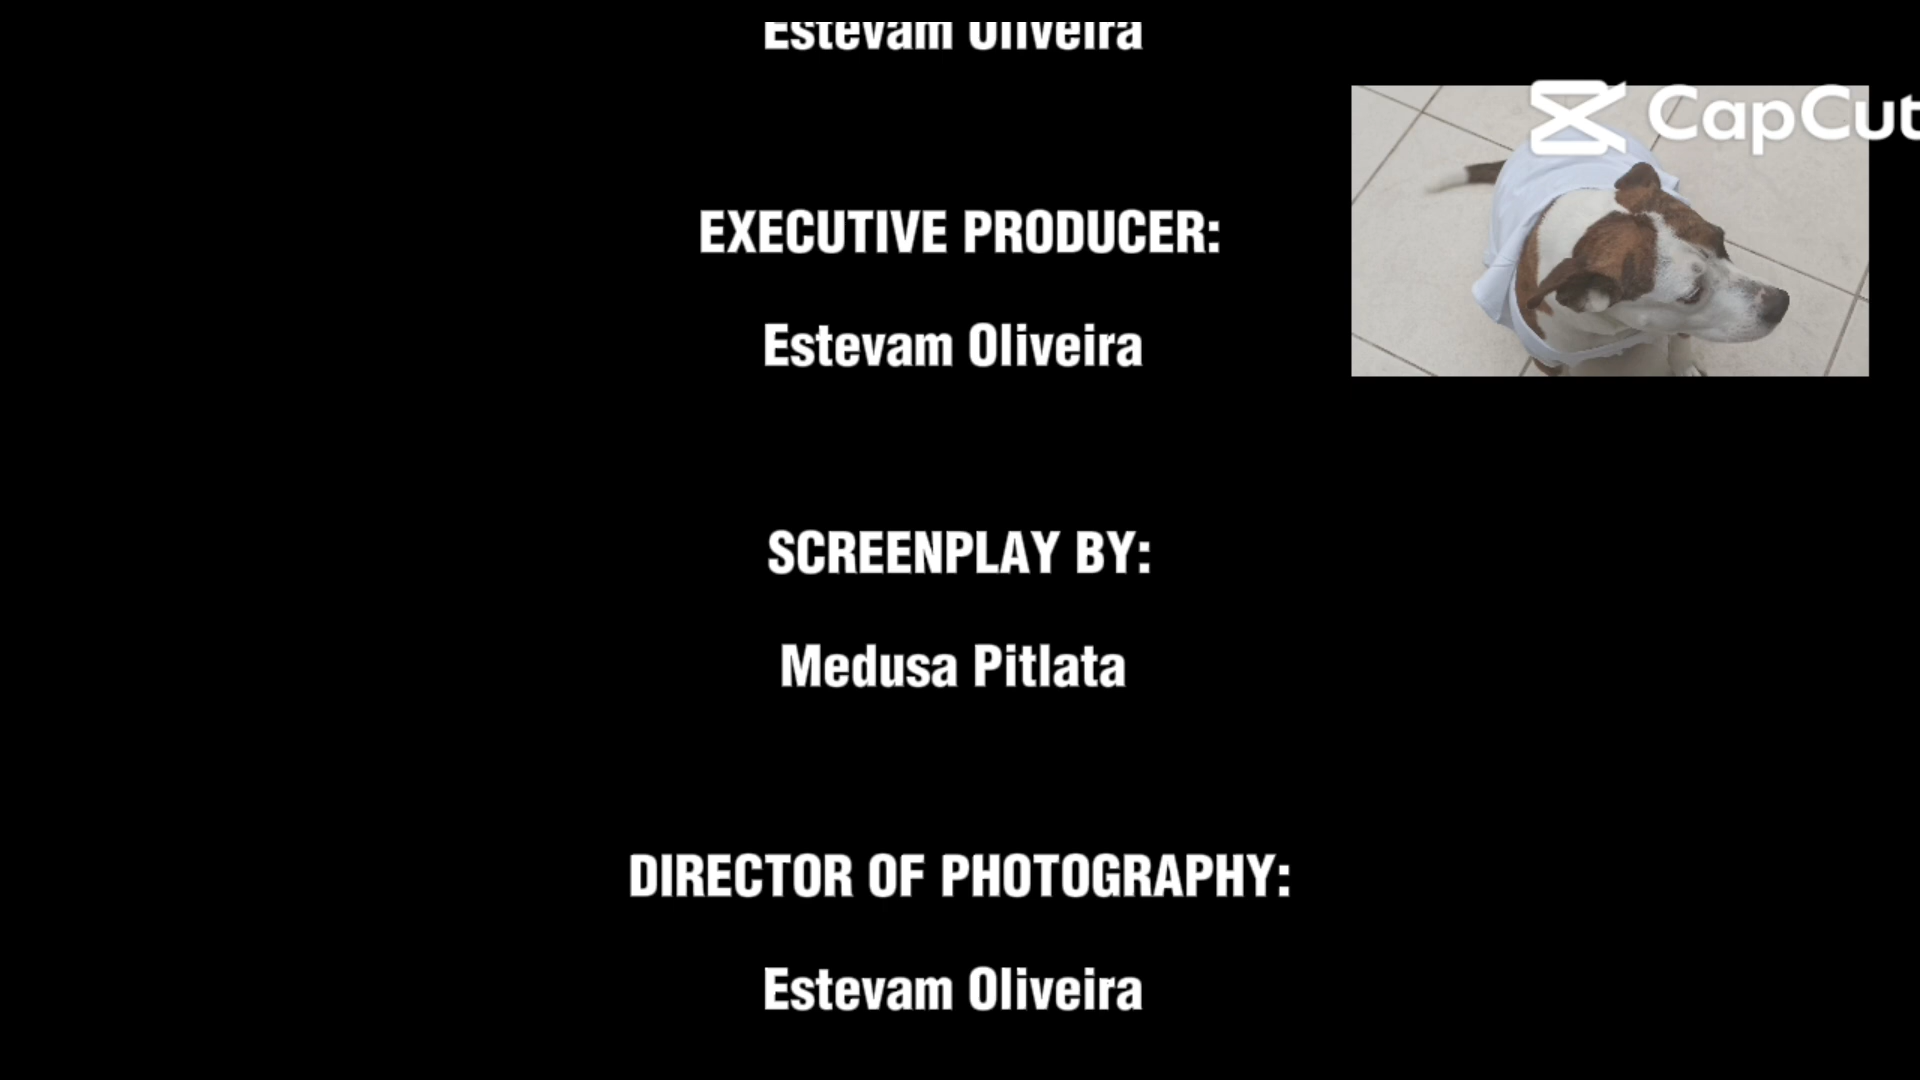 Estevam Oliveira
CapCut
EXECUTIVE PRODUCER:
Estevam Oliveira
SCREENPLAY BY:
Medusa Pitlata
DIRECTOR OF PHOTOGRAPHY:
Estevam Oliveira